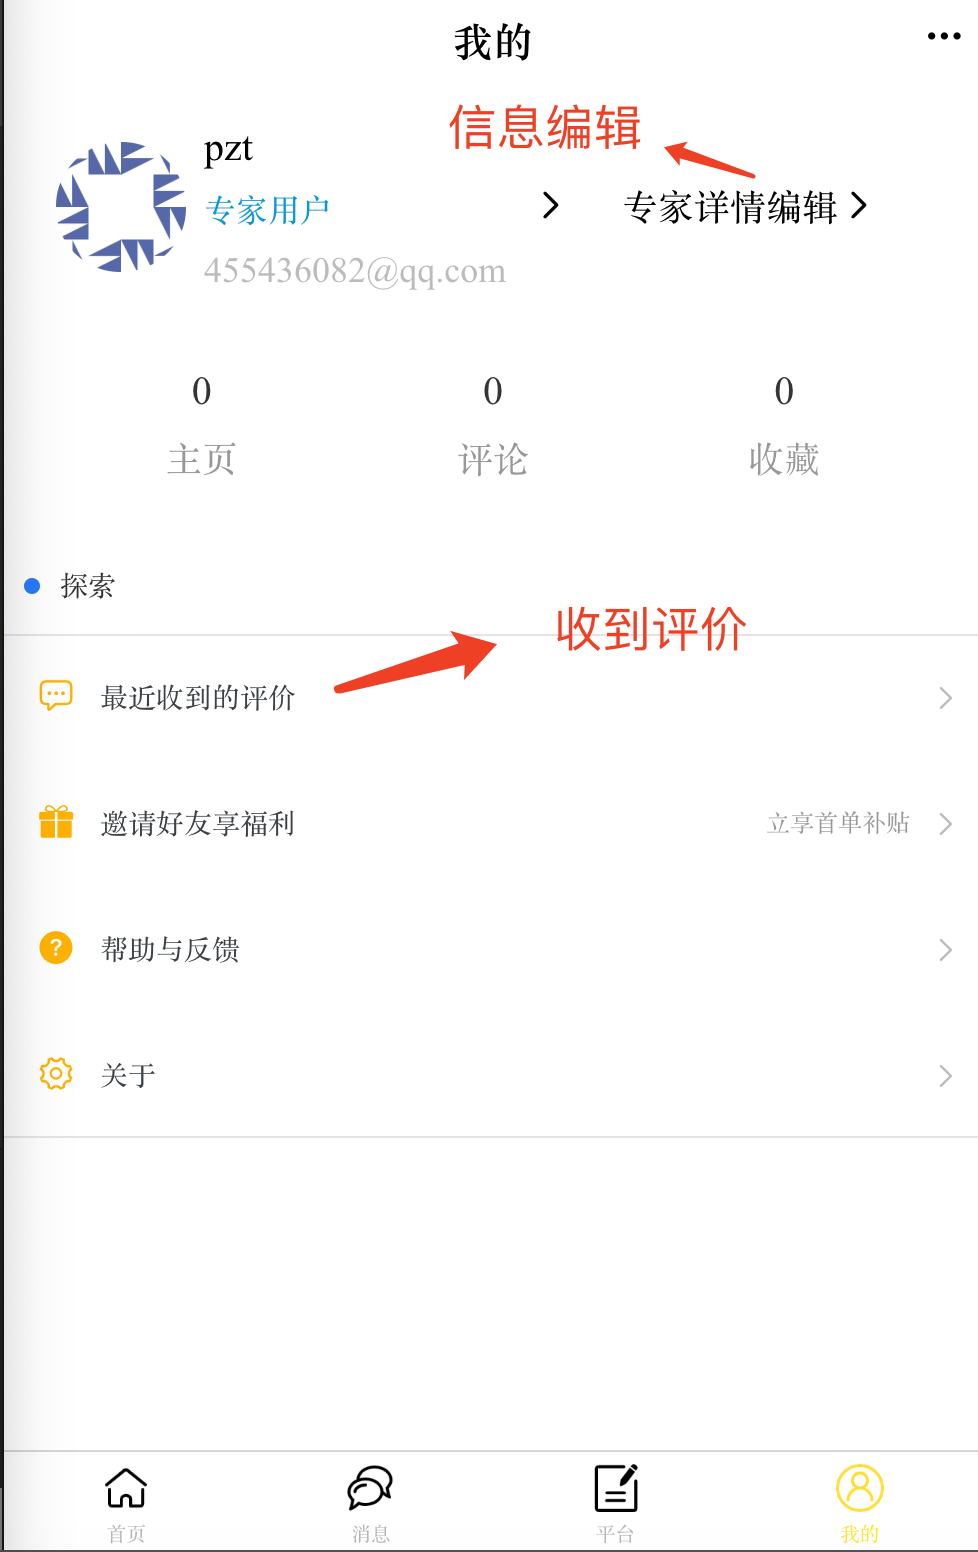 我的
信息编辑
pzt
专家用户
专家详情编辑
455436082@qq.com
0
0
0
主页
评论
收藏
探索
收到评价
最近收到的评价
邀请好友享福利
立享首单补贴
帮助与反馈
关于
首页
消息
平台
我的